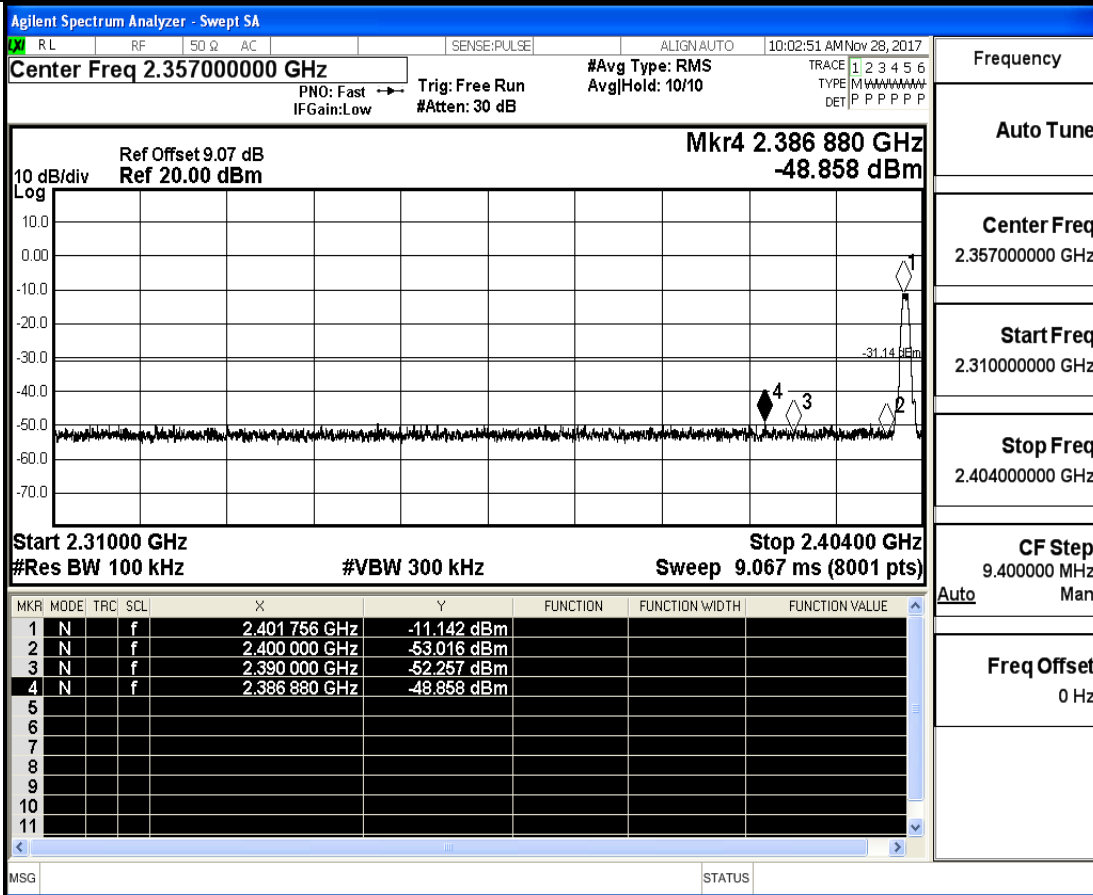 Agilent Spectrum Analyzer - Swept SA
LXI RL RF 50 Ω AC SENSE:PULSE ALIGN AUTO 10:02:51 AM Nov 28, 2017
Center Freq 2.357000000 GHz
PNO: Fast
IFGain:Low
Trig: Free Run
#Atten: 30 dB
#Avg Type: RMS
Avg|Hold: 10/10
TRACE 1 2 3 4 5 6
TYPE M
DET P P P P P P
Mkr4 2.386 880 GHz
-48.858 dBm
Ref Offset 9.07 dB
10 dB/div Ref 20.00 dBm
Log
10.0
0.00
-10.0
-20.0
-30.0
-40.0
-50.0
-60.0
-70.0
1
-31.14 dBm
4 3 2
Start 2.31000 GHz Stop 2.40400 GHz
#Res BW 100 kHz #VBW 300 kHz Sweep 9.067 ms (8001 pts)
MKR MODE TRC SCL X Y FUNCTION FUNCTION WIDTH FUNCTION VALUE
1 N f 2.401 756 GHz -11.142 dBm
2 N f 2.400 000 GHz -53.016 dBm
3 N f 2.390 000 GHz -52.257 dBm
4 N f 2.386 880 GHz -48.858 dBm
5
6
7
8
9
10
11
MSG STATUS
Frequency
Auto Tune
Center Freq
2.357000000 GHz
Start Freq
2.310000000 GHz
Stop Freq
2.404000000 GHz
CF Step
9.400000 MHz
Auto Man
Freq Offset
0 Hz